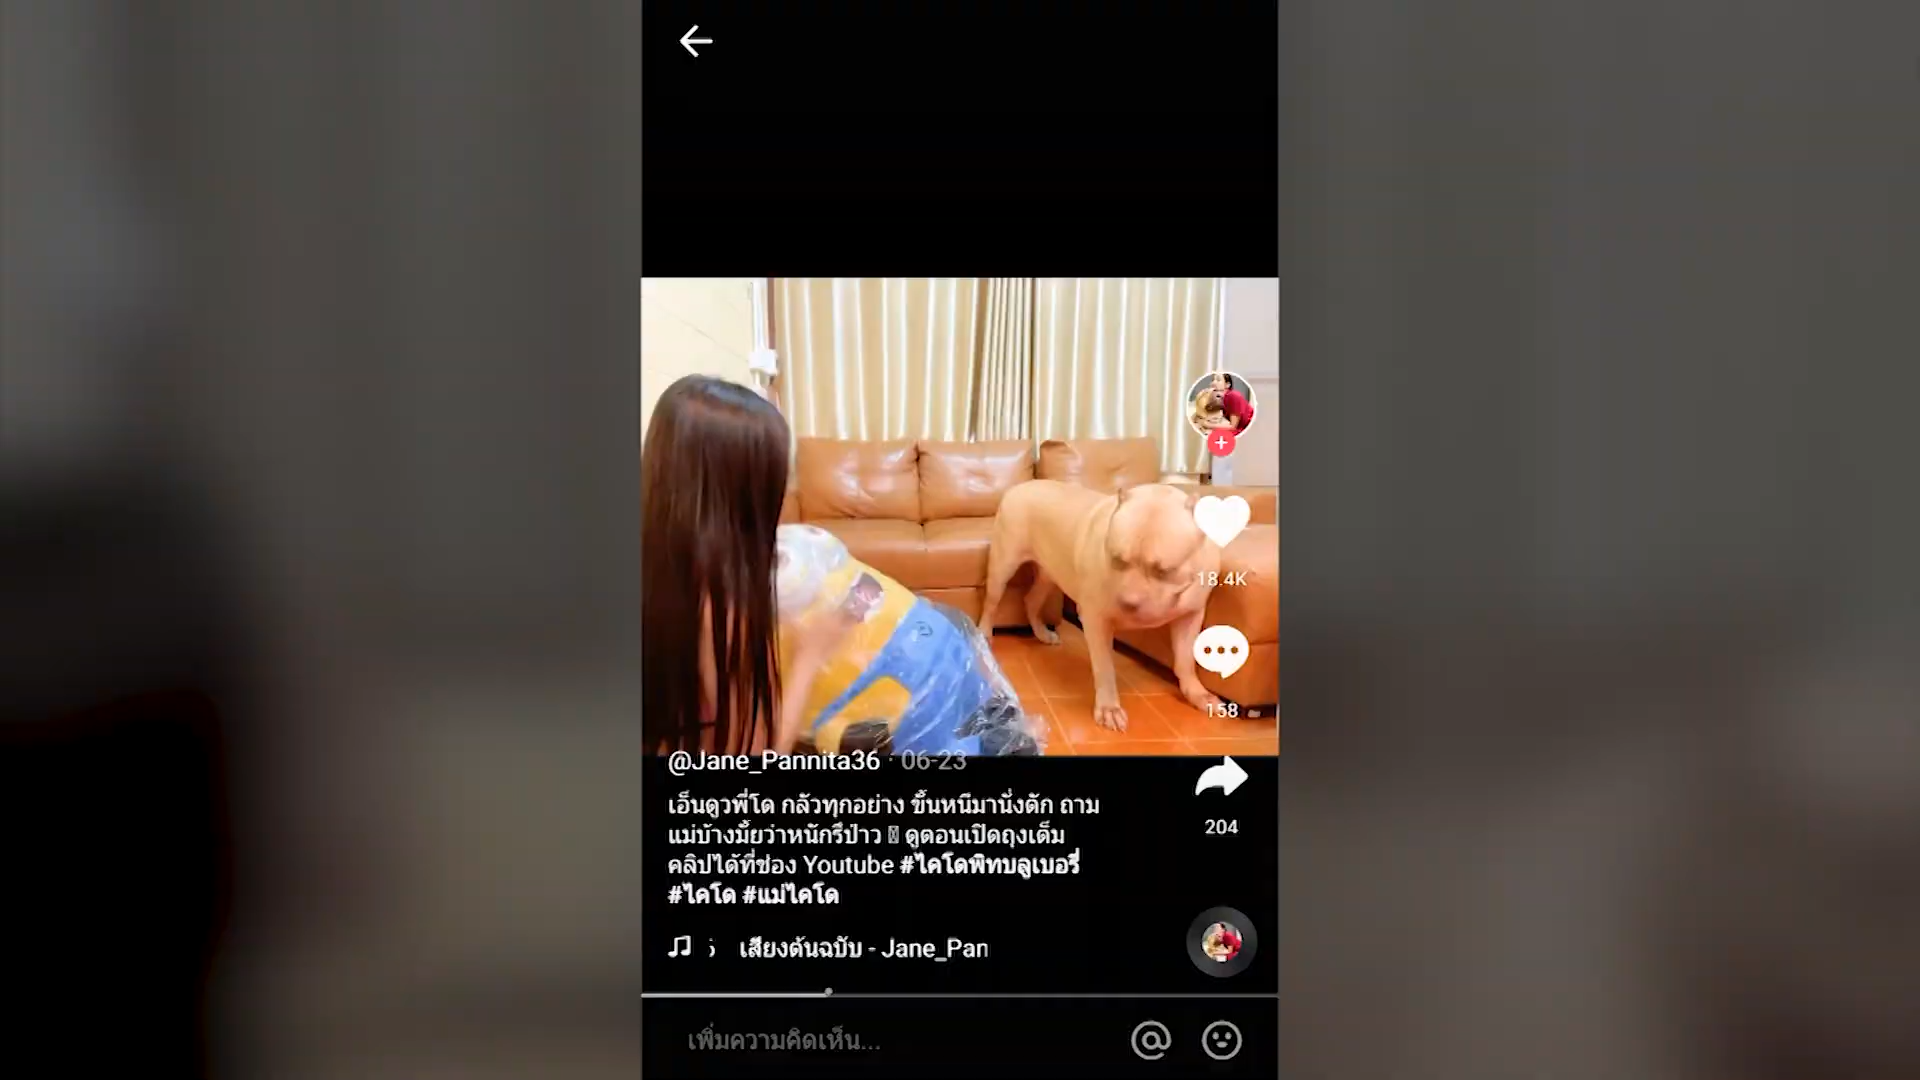 18.4K
158
@Jane_Pannita36 · 06-23
เอ็นดูวพี่โด กลัวทุกอย่าง ขึ้นหนีมานั่งตัก ถาม
แม่บ้างมั้ยว่าหนักรึป่าว ดูตอนเปิดถุงเต็ม
คลิปได้ที่ช่อง Youtube #ไคโดพิทบลูเบอรี่
#ไคโด #แม่ไคโด
204
เสียงต้นฉบับ - Jane_Pan
เพิ่มความคิดเห็น...